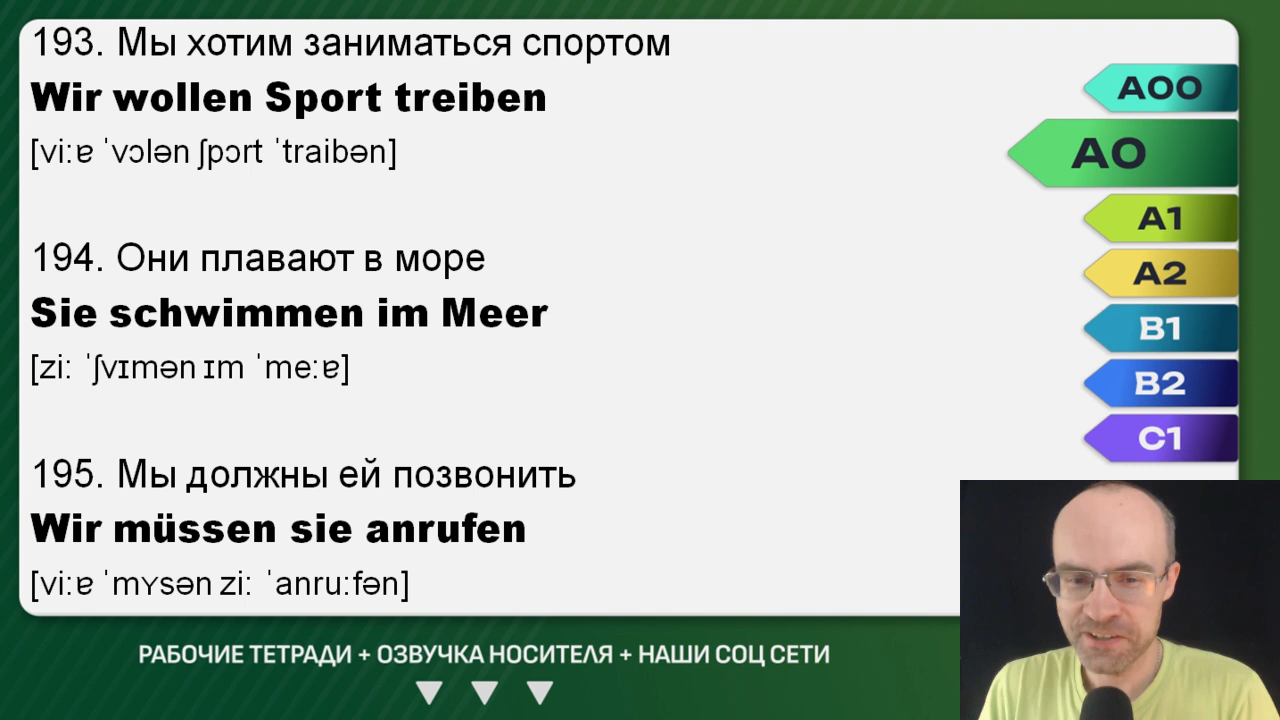 193. Мы хотим заниматься спортом
Wir wollen Sport treiben
[viːɐ ˈvɔlən ʃpɔrt ˈtraibən]
194. Они плавают в море
Sie schwimmen im Meer
[ziː ˈʃvɪmən ɪm ˈmeːɐ]
195. Мы должны ей позвонить
Wir müssen sie anrufen
[viːɐ ˈmʏsən ziː ˈanruːfən]
A00
A0
A1
A2
B1
B2
C1
РАБОЧИЕ ТЕТРАДИ + ОЗВУЧКА НОСИТЕЛЯ + НАШИ СОЦ СЕТИ